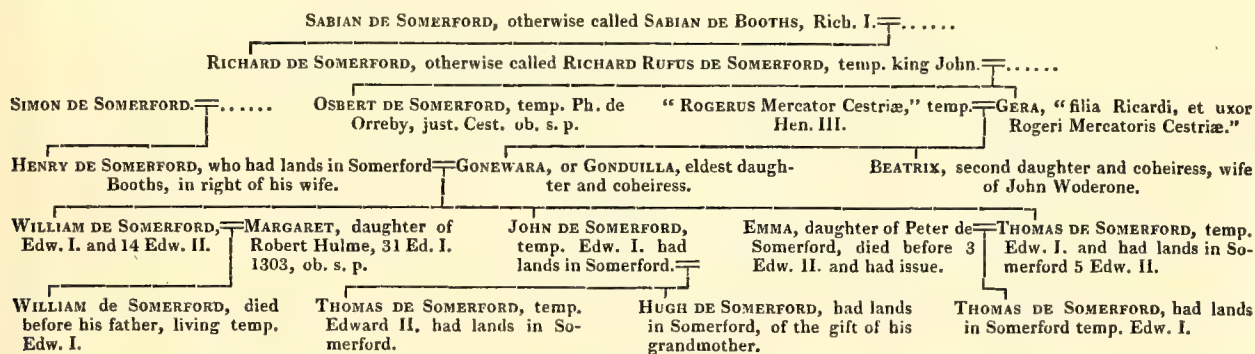 SABIAN DE SOMERFORD, otherwise called SABIAN DE BOOTHS, Rich. I.=......
RICHARD DE SOMERFORD, otherwise called RICHARD RUFUS DE SOMERFORD, temp. king John.=......
SIMON DE SOMERFORD.=...... OSBERT DE SOMERFORD, temp. Ph. de "ROGERUS Mercator Cestriæ," temp.=GERA, "filia Ricardi, et uxor
Orreby, just. Cest. ob. s. p. Hen. III. Rogeri Mercatoris Cestriæ."
HENRY DE SOMERFORD, who had lands in Somerford=GONEWARA, or GONDUILLA, eldest daugh- BEATRIX, second daughter and coheiress, wife
Booths, in right of his wife. ter and coheiress. of John Woderone.
WILLIAM DE SOMERFORD,=MARGARET, daughter of JOHN DE SOMERFORD, EMMA, daughter of Peter de=THOMAS DE SOMERFORD, temp.
Edw. I. and 14 Edw. II. Robert Hulme, 31 Ed. I. temp. Edw. I. had Somerford, died before 3 Edw. I. and had lands in So-
1303, ob. s. p. lands in Somerford.= Edw. II. and had issue. merford 5 Edw. II.
WILLIAM de SOMERFORD, died THOMAS DE SOMERFORD, temp. HUGH DE SOMERFORD, had lands THOMAS DE SOMERFORD, had lands
before his father, living temp. Edward II. had lands in So- in Somerford, of the gift of his in Somerford temp. Edw. I.
Edw. I. merford. grandmother.